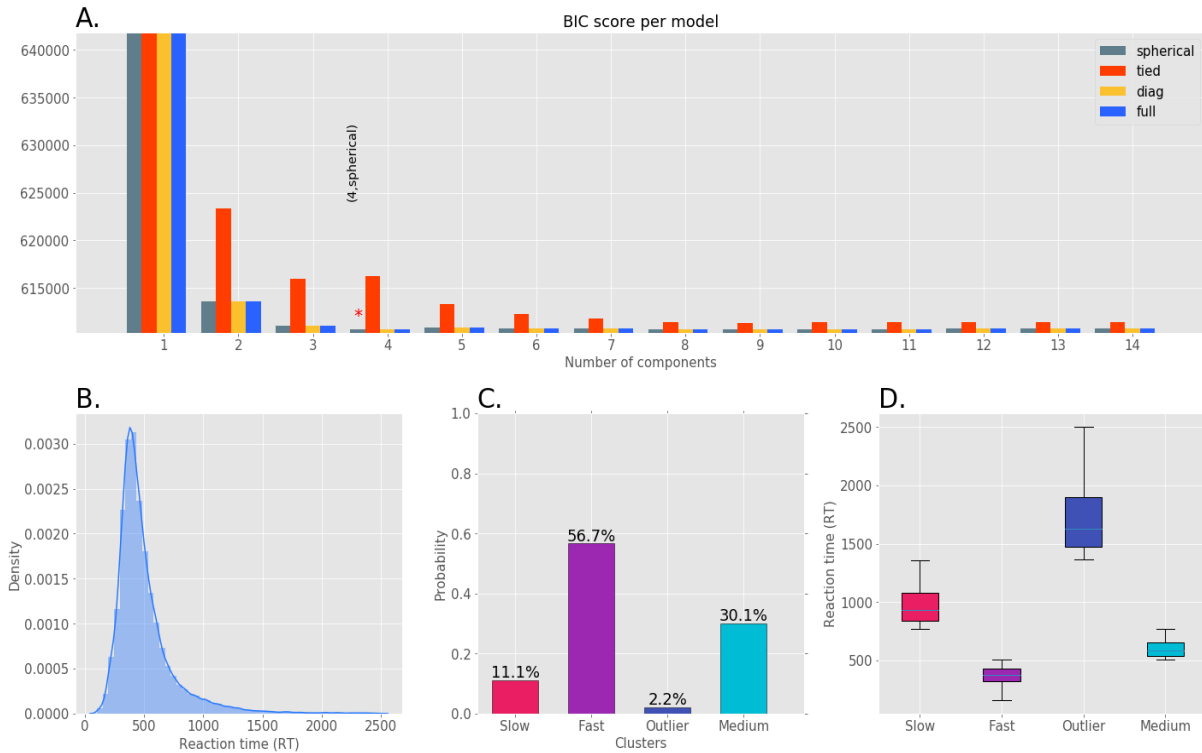 A.
BIC score per model
640000
635000
630000
625000
620000
615000
spherical
tied
diag
full
(4,spherical)
*
1 2 3 4 5 6 7 8 9 10 11 12 13 14
Number of components
B.
0.0030
0.0025
0.0020
0.0015
0.0010
0.0005
0.0000
Density
0 500 1000 1500 2000 2500
Reaction time (RT)
C.
1.0
0.8
0.6
0.4
0.2
0.0
Probability
11.1%
56.7%
2.2%
30.1%
Slow Fast Outlier Medium
Clusters
D.
2500
2000
1500
1000
500
Reaction time (RT)
Slow Fast Outlier Medium